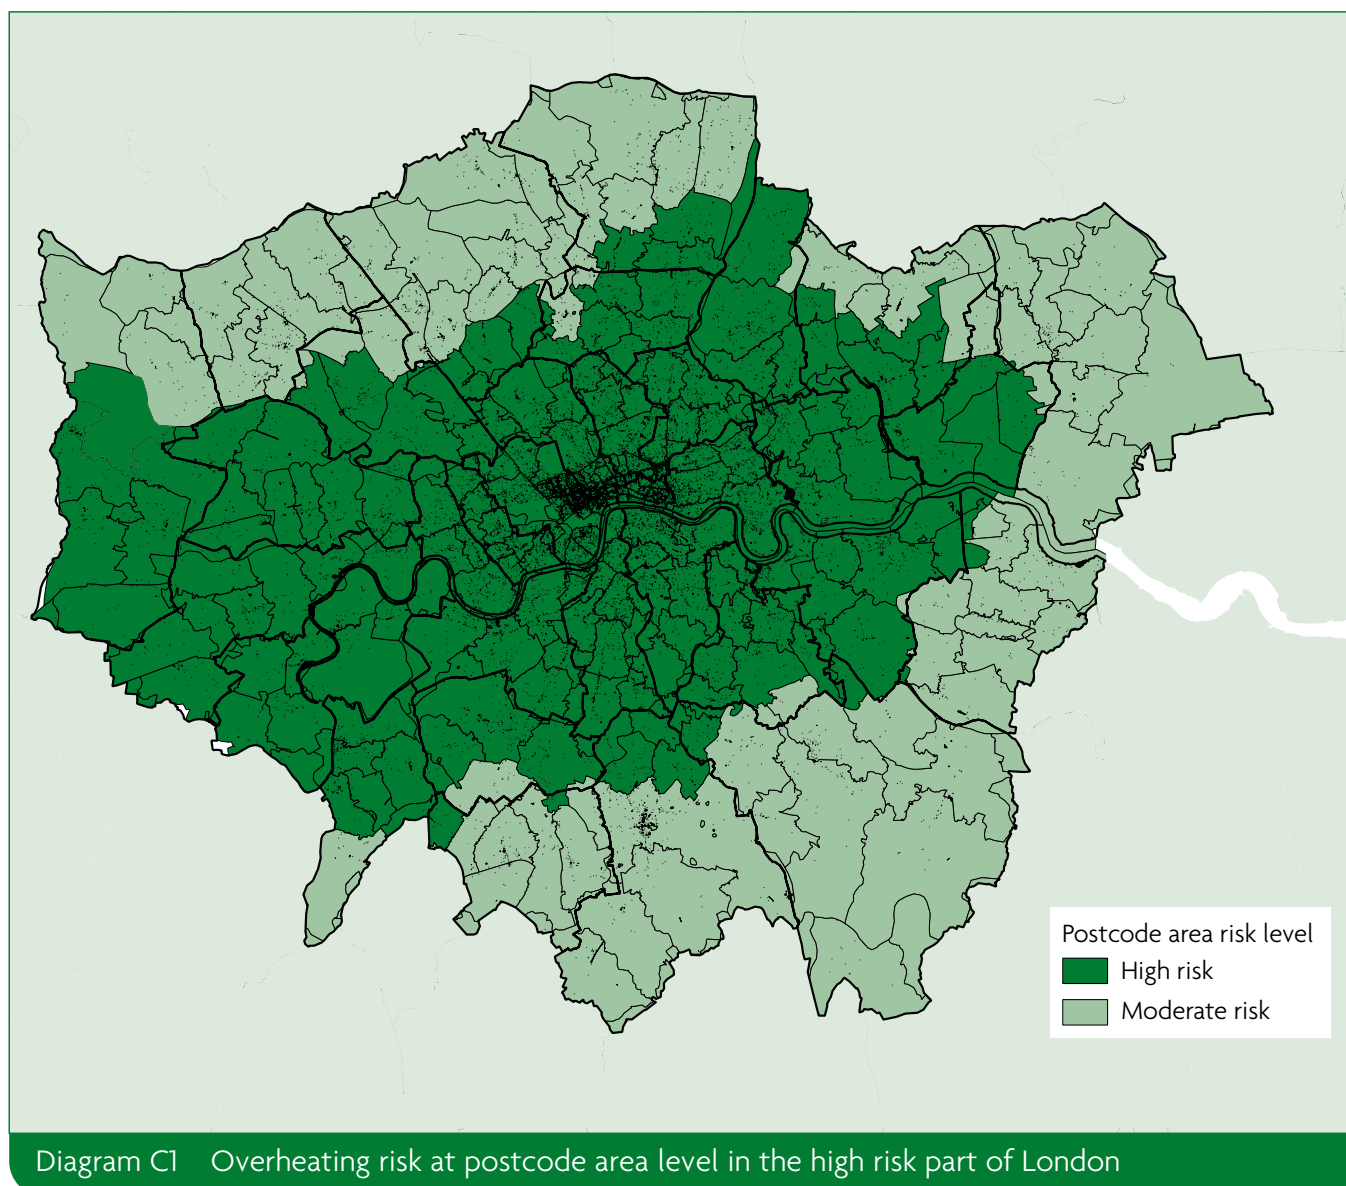 Postcode area risk level
High risk
Moderate risk
Diagram C1 Overheating risk at postcode area level in the high risk part of London